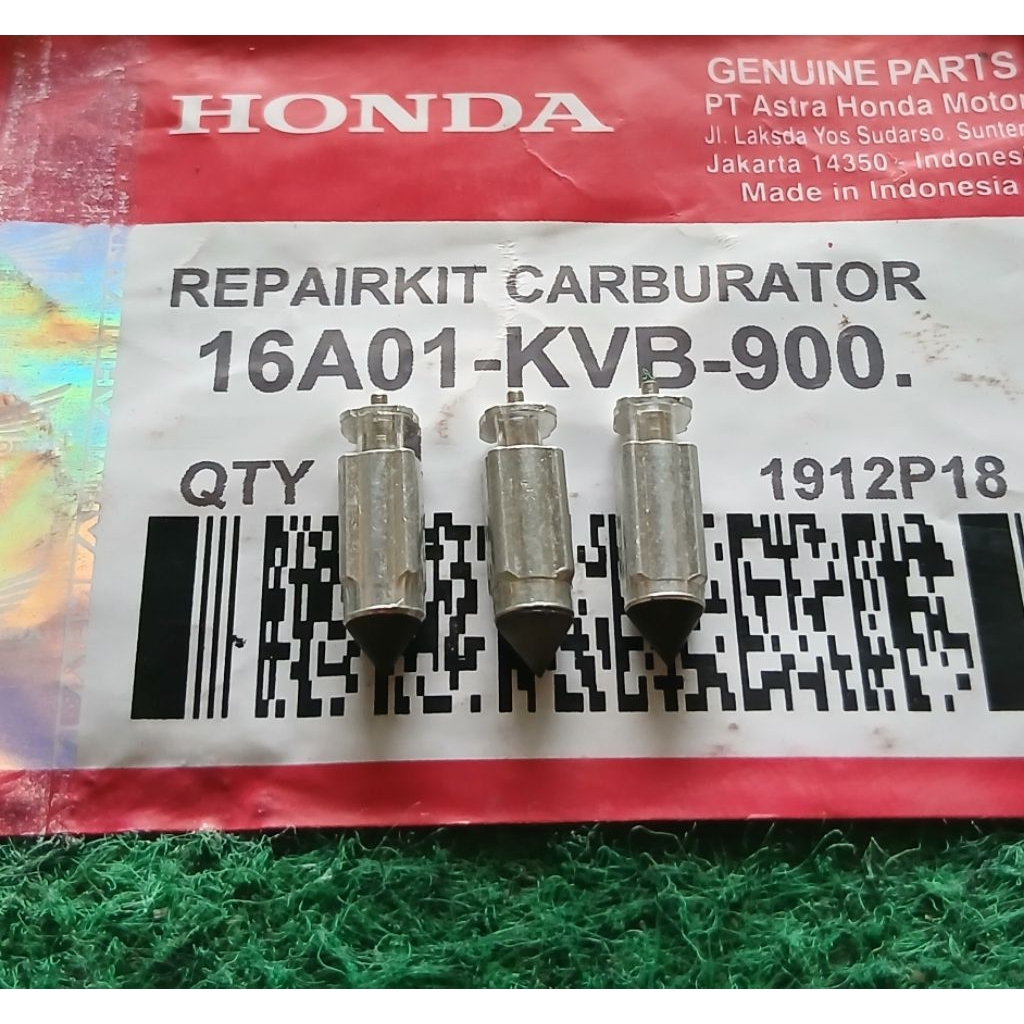 HONDA
GENUINE PARTS
PT Astra Honda Motor
Jl. Laksda Yos Sudarso. Sunter
Jakarta 14350 - Indonesi
Made in Indonesia
REPAIRKIT CARBURATOR
16A01-KVB-900.
QTY
1912P18